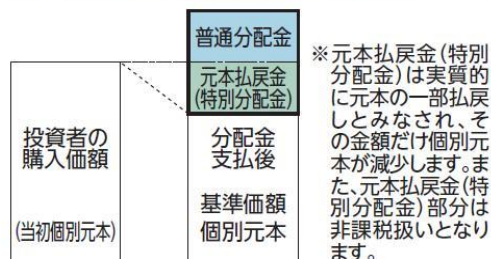 普通分配金
元本払戻金
(特別分配金)
投資者の
購入価額
(当初個別元本)
分配金
支払後
基準価額
個別元本
※元本払戻金(特別
分配金)は実質的
に元本の一部払戻
しとみなされ、そ
の金額だけ個別元
本が減少します。ま
た、元本払戻金(特
別分配金)部分は
非課税扱いとなり
ます。